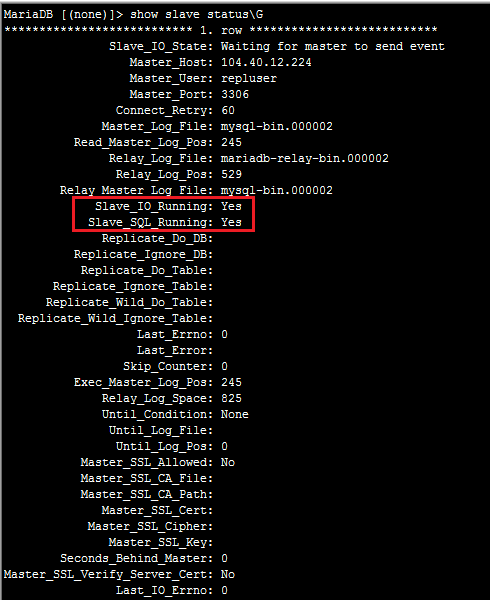 MariaDB [(none)]> show slave status\G
*************************** 1. row ***************************
Slave_IO_State: Waiting for master to send event
Master_Host: 104.40.12.224
Master_User: repluser
Master_Port: 3306
Connect_Retry: 60
Master_Log_File: mysql-bin.000002
Read_Master_Log_Pos: 245
Relay_Log_File: mariadb-relay-bin.000002
Relay_Log_Pos: 529
Relay_Master_Log_File: mysql-bin.000002
Slave_IO_Running: Yes
Slave_SQL_Running: Yes
Replicate_Do_DB:
Replicate_Ignore_DB:
Replicate_Do_Table:
Replicate_Ignore_Table:
Replicate_Wild_Do_Table:
Replicate_Wild_Ignore_Table:
Last_Errno: 0
Last_Error:
Skip_Counter: 0
Exec_Master_Log_Pos: 245
Relay_Log_Space: 825
Until_Condition: None
Until_Log_File:
Until_Log_Pos: 0
Master_SSL_Allowed: No
Master_SSL_CA_File:
Master_SSL_CA_Path:
Master_SSL_Cert:
Master_SSL_Cipher:
Master_SSL_Key:
Seconds_Behind_Master: 0
Master_SSL_Verify_Server_Cert: No
Last_IO_Errno: 0